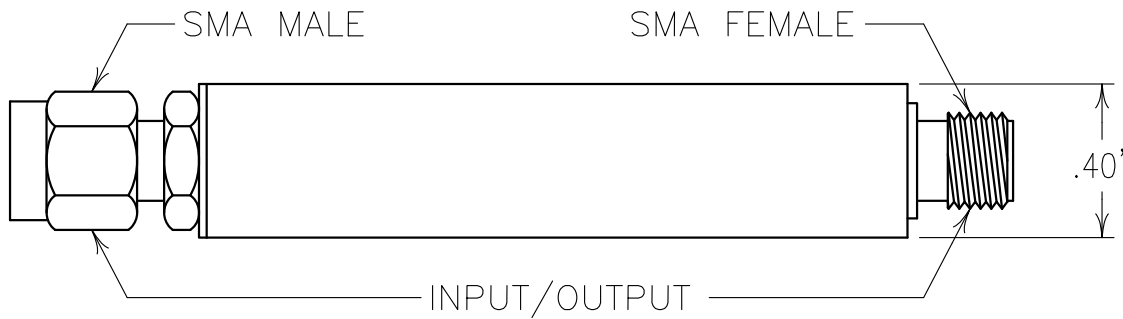 SMA MALE
SMA FEMALE
.40'
INPUT/OUTPUT